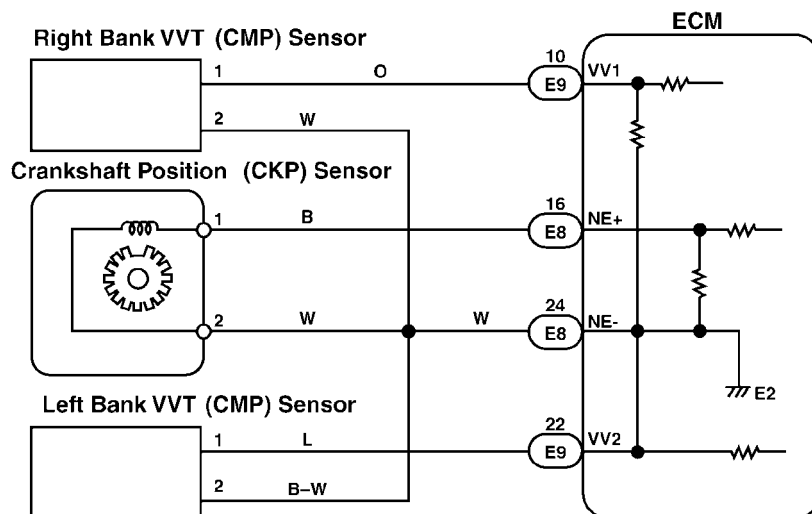 ECM
Right Bank VVT (CMP) Sensor
1
O
10
E9
VV1
2
W
Crankshaft Position (CKP) Sensor
1
B
16
E8
NE+
2
W
W
24
E8
NE-
E2
Left Bank VVT (CMP) Sensor
1
L
22
E9
VV2
2
B-W